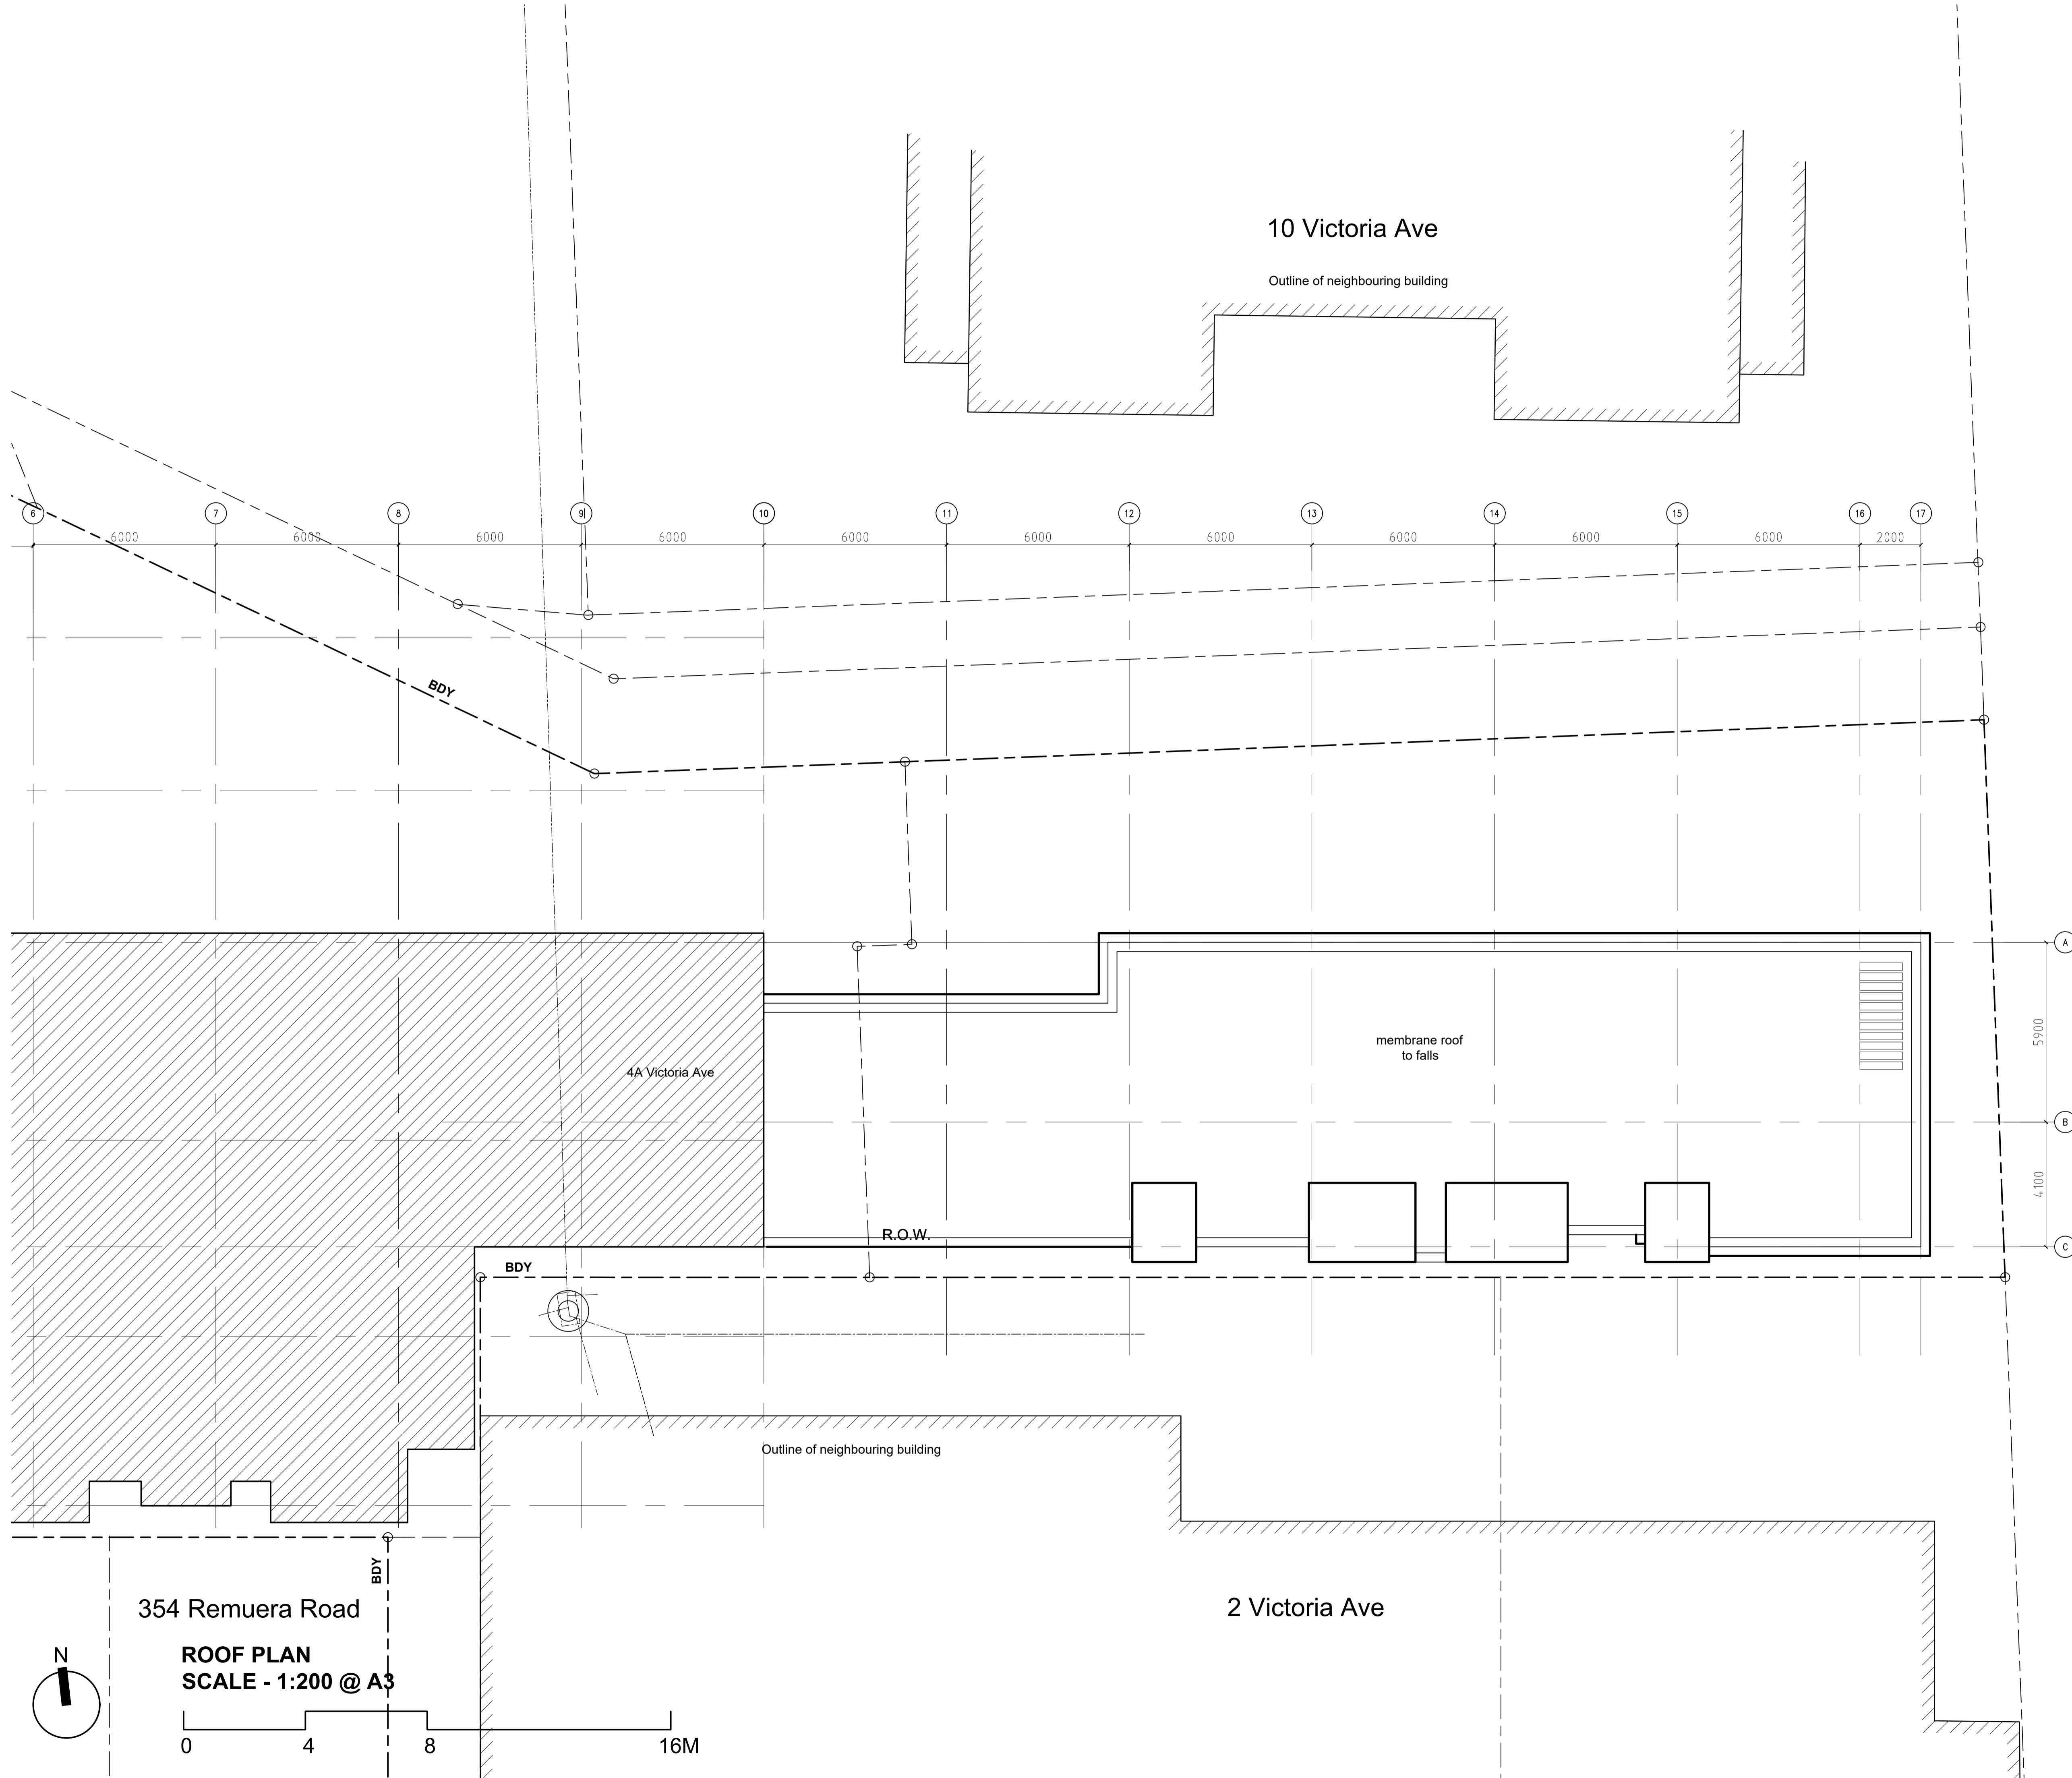 10 Victoria Ave
Outline of neighbouring building
6 7 8 9 10 11 12 13 14 15 16 17
6000 6000 6000 6000 6000 6000 6000 6000 6000 6000 2000
BDY
A
5900
membrane roof
to falls
4A Victoria Ave
B
4100
R.O.W.
C
BDY
Outline of neighbouring building
BDY
354 Remuera Road
2 Victoria Ave
N
ROOF PLAN
SCALE - 1:200 @ A3
0 4 8 16M